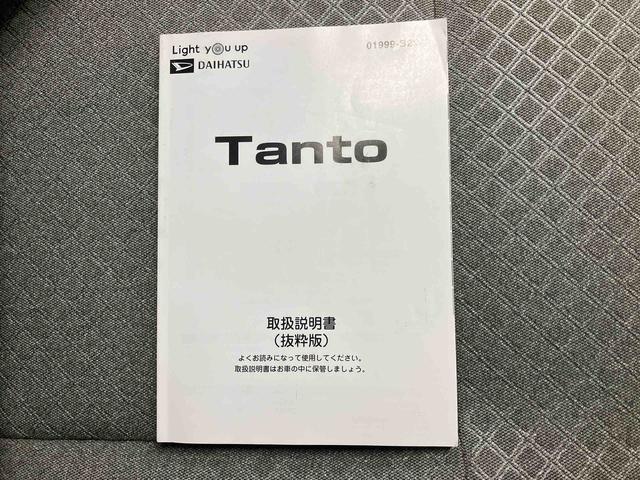 Light you up
DAIHATSU
Tanto
取扱説明書
（抜粋版）
よくお読みになって使用してください。
取扱説明書はお車の中に保管しましょう。